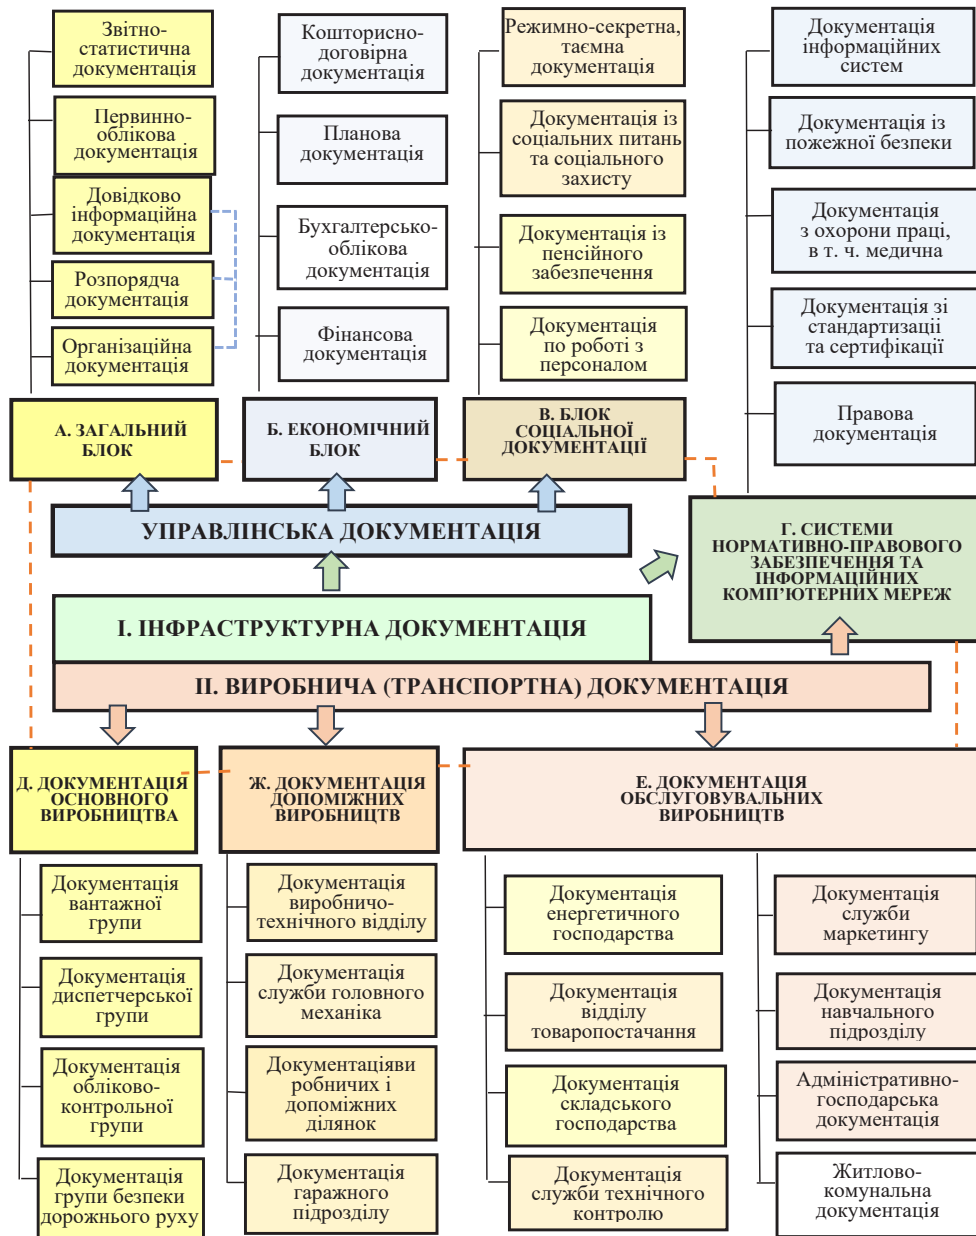 Звітно-
статистична
документація
Первинно-
облікова
документація
Довідково
інформаційна
документація
Розпорядча
документація
Організаційна
документація
Кошторисно-
договірна
документація
Планова
документація
Бухгалтерсько-
облікова
документація
Фінансова
документація
Режимно-секретна,
таємна
документація
Документація із
соціальних питань
та соціального
захисту
Документація із
пенсійного
забезпечення
Документація
по роботі з
персоналом
Документація
інформаційних
систем
Документація із
пожежної безпеки
Документація
з охорони праці,
в т. ч. медична
Документація зі
стандартизації
та сертифікації
Правова
документація
А. ЗАГАЛЬНИЙ
БЛОК
Б. ЕКОНОМІЧНИЙ
БЛОК
В. БЛОК
СОЦІАЛЬНОЇ
ДОКУМЕНТАЦІЇ
УПРАВЛІНСЬКА ДОКУМЕНТАЦІЯ
Г. СИСТЕМИ
НОРМАТИВНО-ПРАВОВОГО
ЗАБЕЗПЕЧЕННЯ ТА
ІНФОРМАЦІЙНИХ
КОМП’ЮТЕРНИХ МЕРЕЖ
І. ІНФРАСТРУКТУРНА ДОКУМЕНТАЦІЯ
ІІ. ВИРОБНИЧА (ТРАНСПОРТНА) ДОКУМЕНТАЦІЯ
Д. ДОКУМЕНТАЦІЯ
ОСНОВНОГО
ВИРОБНИЦТВА
Ж. ДОКУМЕНТАЦІЯ
ДОПОМІЖНИХ
ВИРОБНИЦТВ
Е. ДОКУМЕНТАЦІЯ
ОБСЛУГОВУВАЛЬНИХ
ВИРОБНИЦТВ
Документація
вантажної
групи
Документація
диспетчерської
групи
Документація
обліково-
контрольної
групи
Документація
групи безпеки
дорожнього руху
Документація
виробничо-
технічного відділу
Документація
служби головного
механіка
Документаціяви
робничих і
допоміжних
ділянок
Документація
гаражного
підрозділу
Документація
енергетичного
господарства
Документація
відділу
товаропостачання
Документація
складського
господарства
Документація
служби технічного
контролю
Документація
служби
маркетингу
Документація
навчального
підрозділу
Адміністративно-
господарська
документація
Житлово-
комунальна
документація